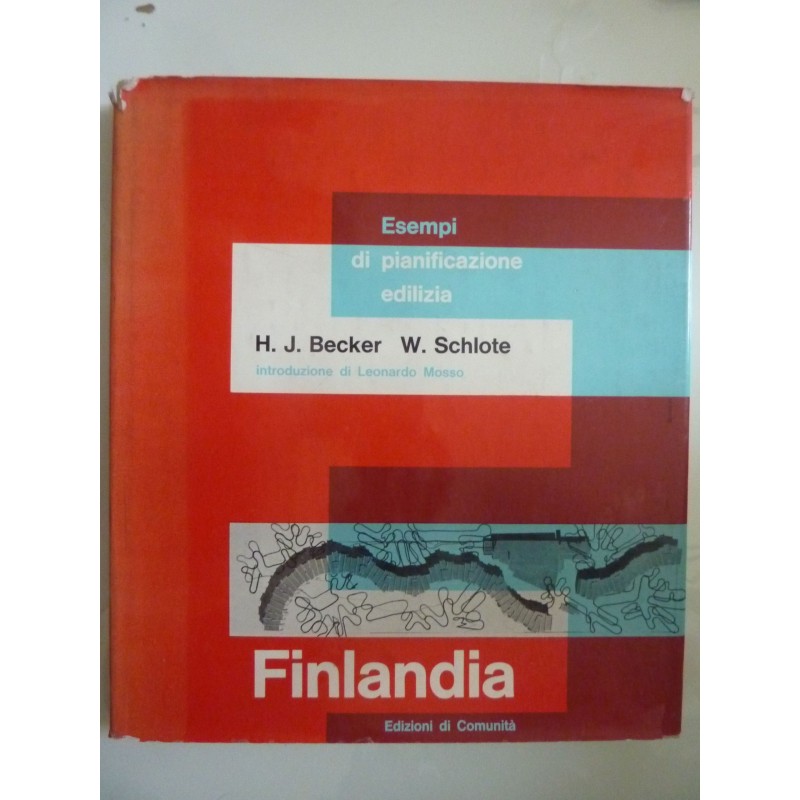 Esempi
di pianificazione
edilizia
H. J. Becker W. Schlote
introduzione di Leonardo Mosso
Finlandia
Edizioni di Comunità